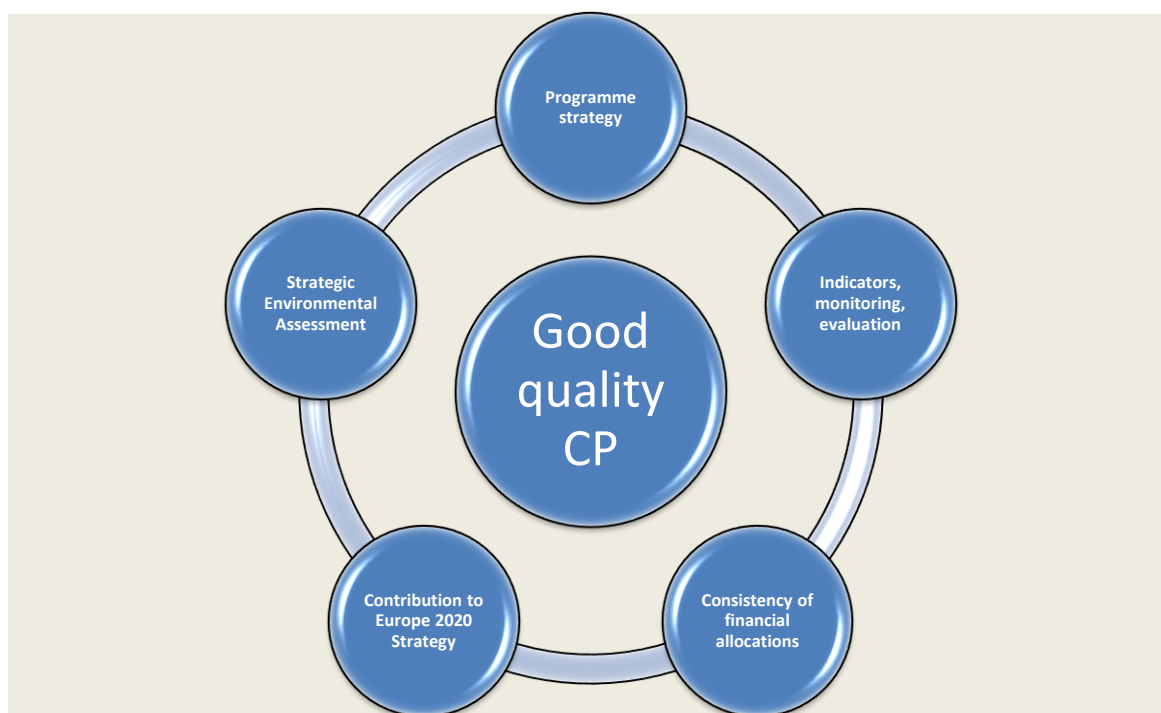 Programme
strategy
Indicators,
monitoring,
evaluation
Consistency of
financial
allocations
Contribution to
Europe 2020
Strategy
Strategic
Environmental
Assessment
Good
quality
CP